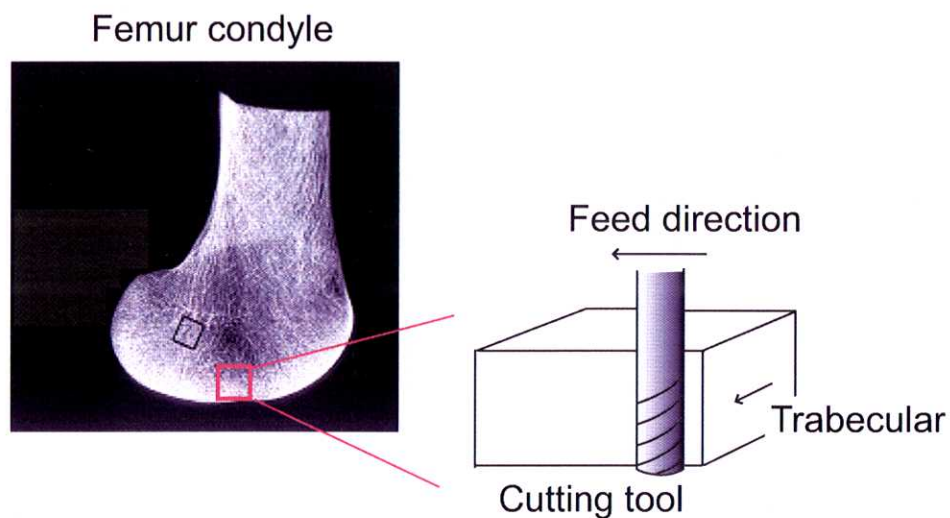 Femur condyle
Feed direction
Trabecular
Cutting tool